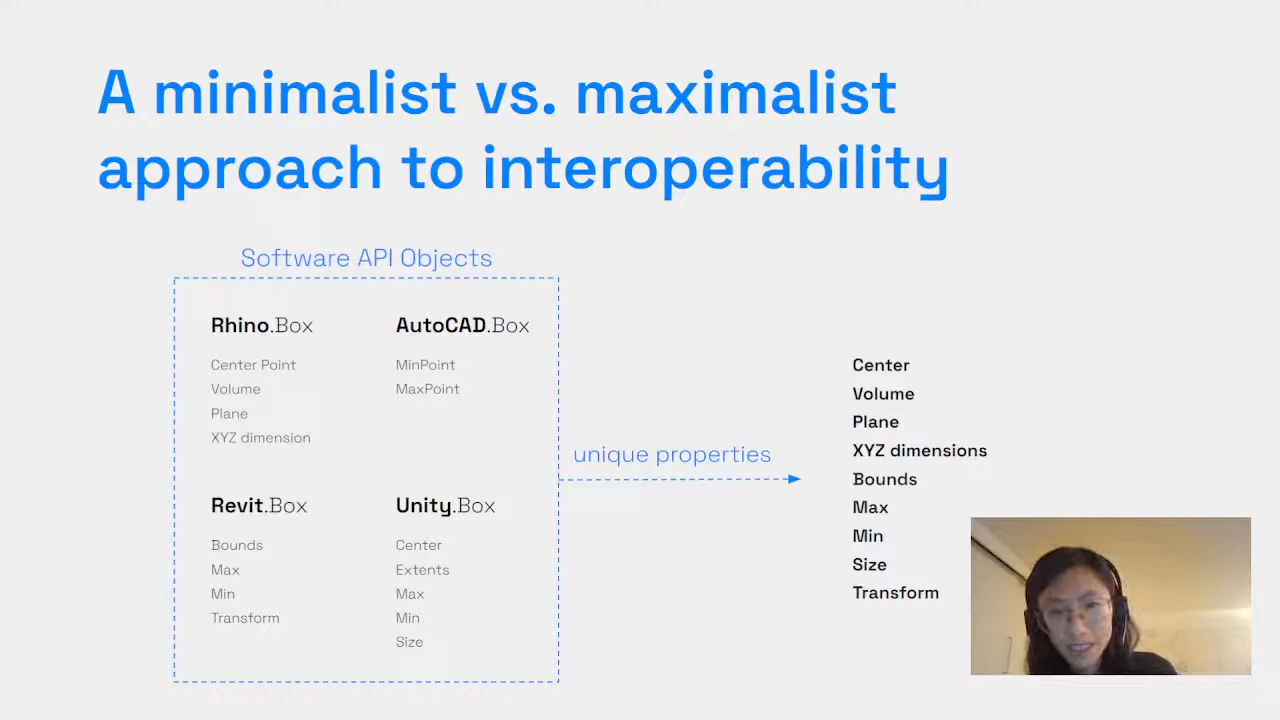 A minimalist vs. maximalist
approach to interoperability
Software API Objects
Rhino.Box
Center Point
Volume
Plane
XYZ dimension
AutoCAD.Box
MinPoint
MaxPoint
Revit.Box
Bounds
Max
Min
Transform
Unity.Box
Center
Extents
Max
Min
Size
unique properties
Center
Volume
Plane
XYZ dimensions
Bounds
Max
Min
Size
Transform